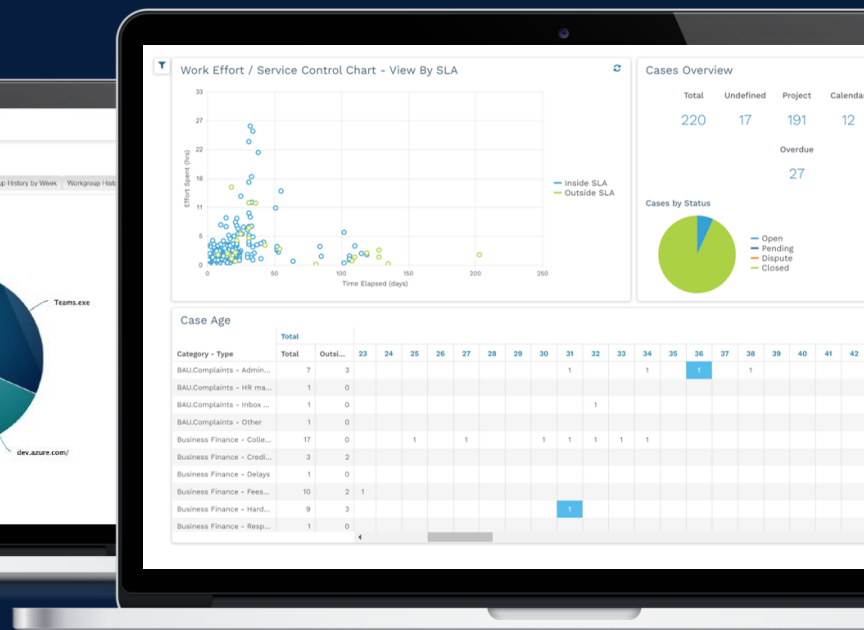 up History by Week
Workgroup Hist
Teams.exe
dev.azure.com/
Work Effort / Service Control Chart - View By SLA
33
27
22
16
11
5
0
Effort Spent (hrs)
0 50 100 150 200 250
Time Elapsed (days)
Inside SLA
Outside SLA
Cases Overview
Total Undefined Project Calenda
220 17 191 12
Overdue
27
Cases by Status
Open
Pending
Dispute
Closed
Case Age
Total
Category - Type Total Outsi... 23 24 25 26 27 28 29 30 31 32 33 34 35 36 37 38 39 40 41 42
BAU.Complaints - Admin... 7 3 1 1 1 1
BAU.Complaints - HR ma... 1 0
BAU.Complaints - Inbox ... 1 0 1
BAU.Complaints - Other 1 0
Business Finance - Colle... 17 0 1 1 1 1 1 1 1
Business Finance - Credi... 3 2
Business Finance - Delays 1 0
Business Finance - Fees... 10 2 1
Business Finance - Hard... 9 3 1
Business Finance - Resp... 1 0